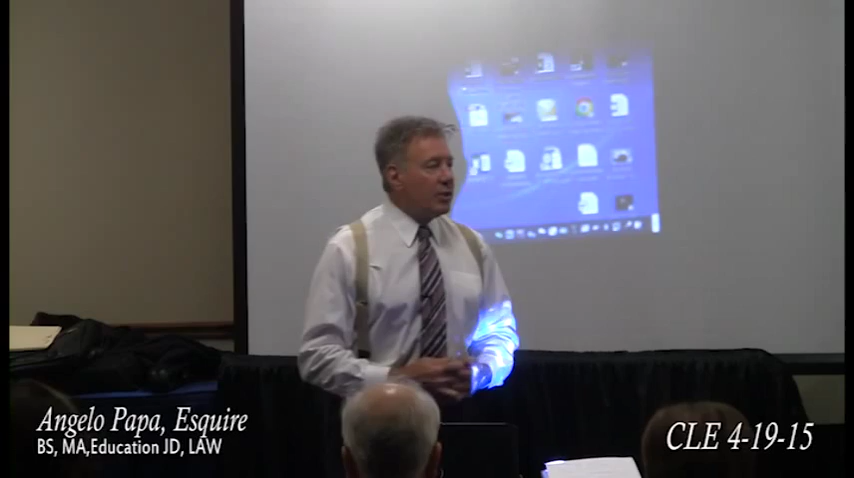 Angelo Papa, Esquire
BS, MA,Education JD, LAW
CLE 4-19-15